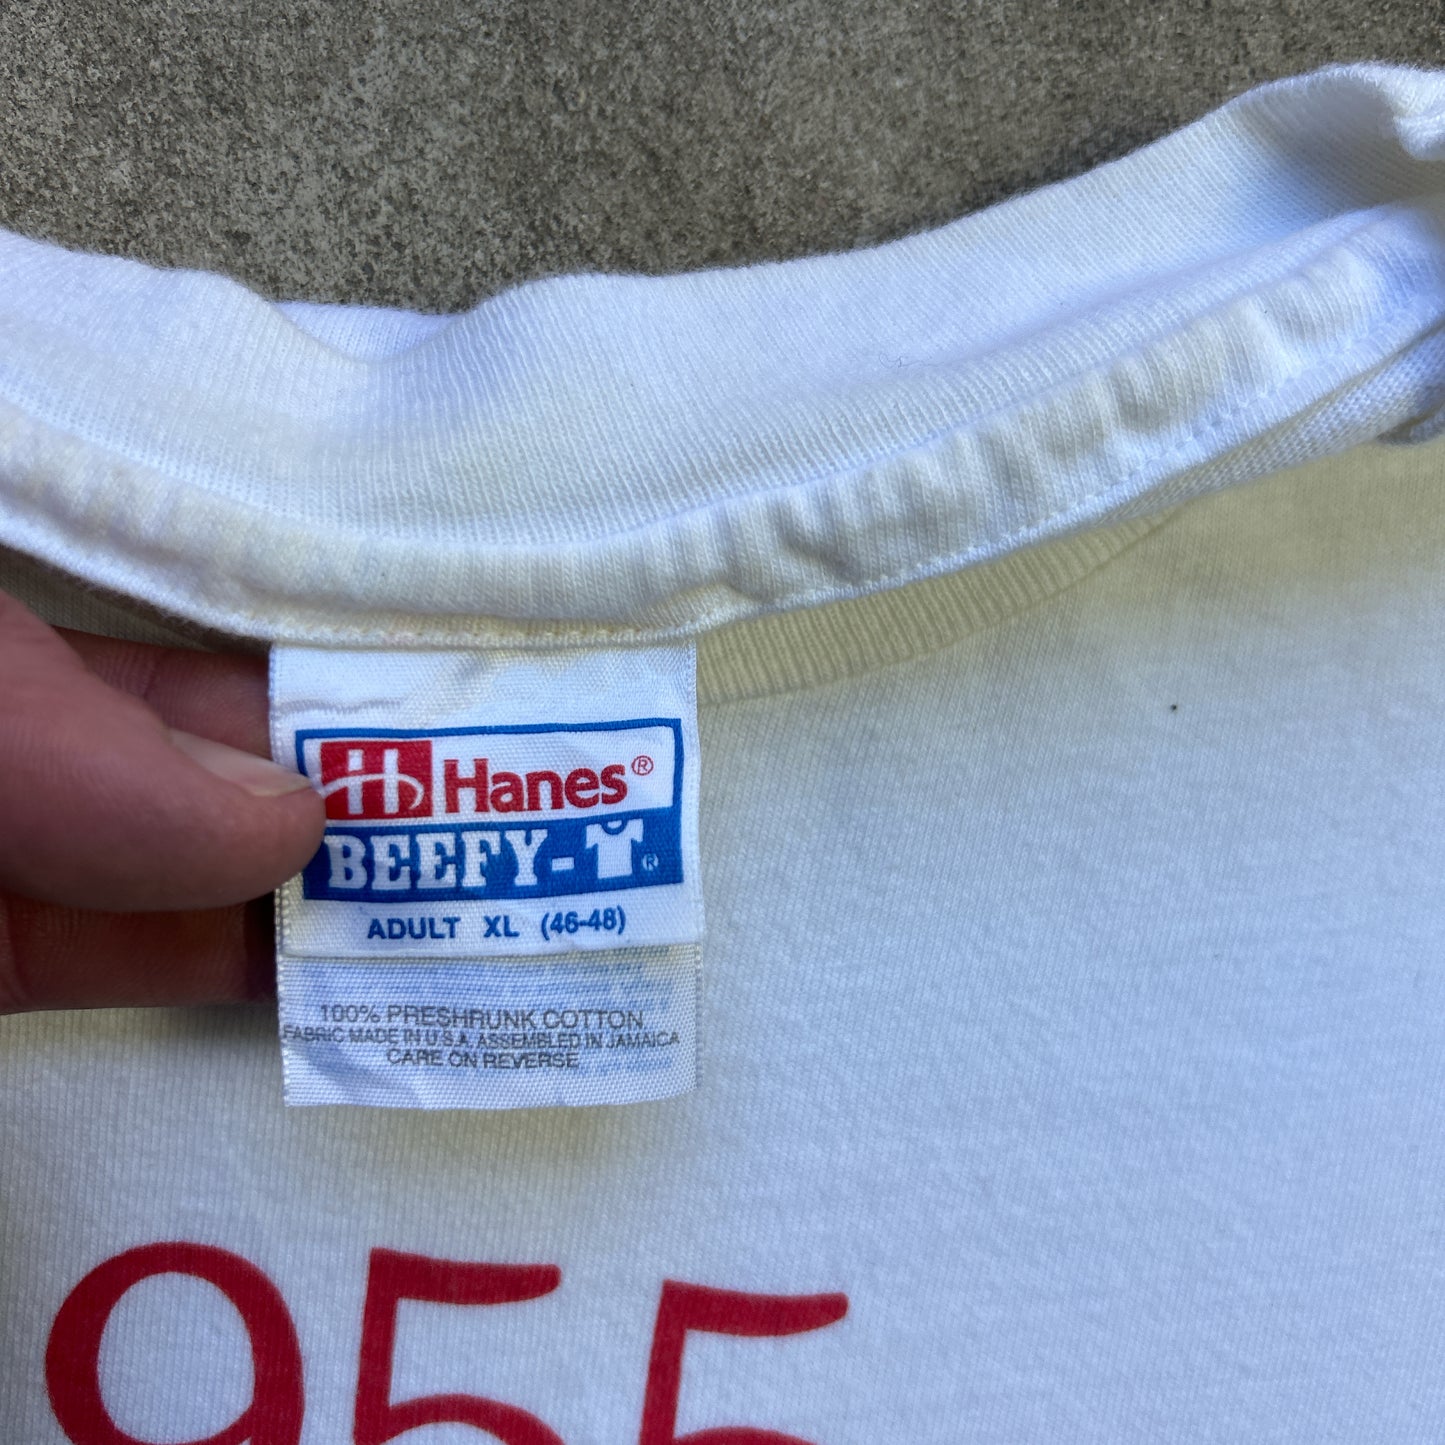 H Hanes®
BEEFY-T®
ADULT XL (46-48)
100% PRESHRUNK COTTON
FABRIC MADE IN U.S.A. ASSEMBLED IN JAMAICA
CARE ON REVERSE
955